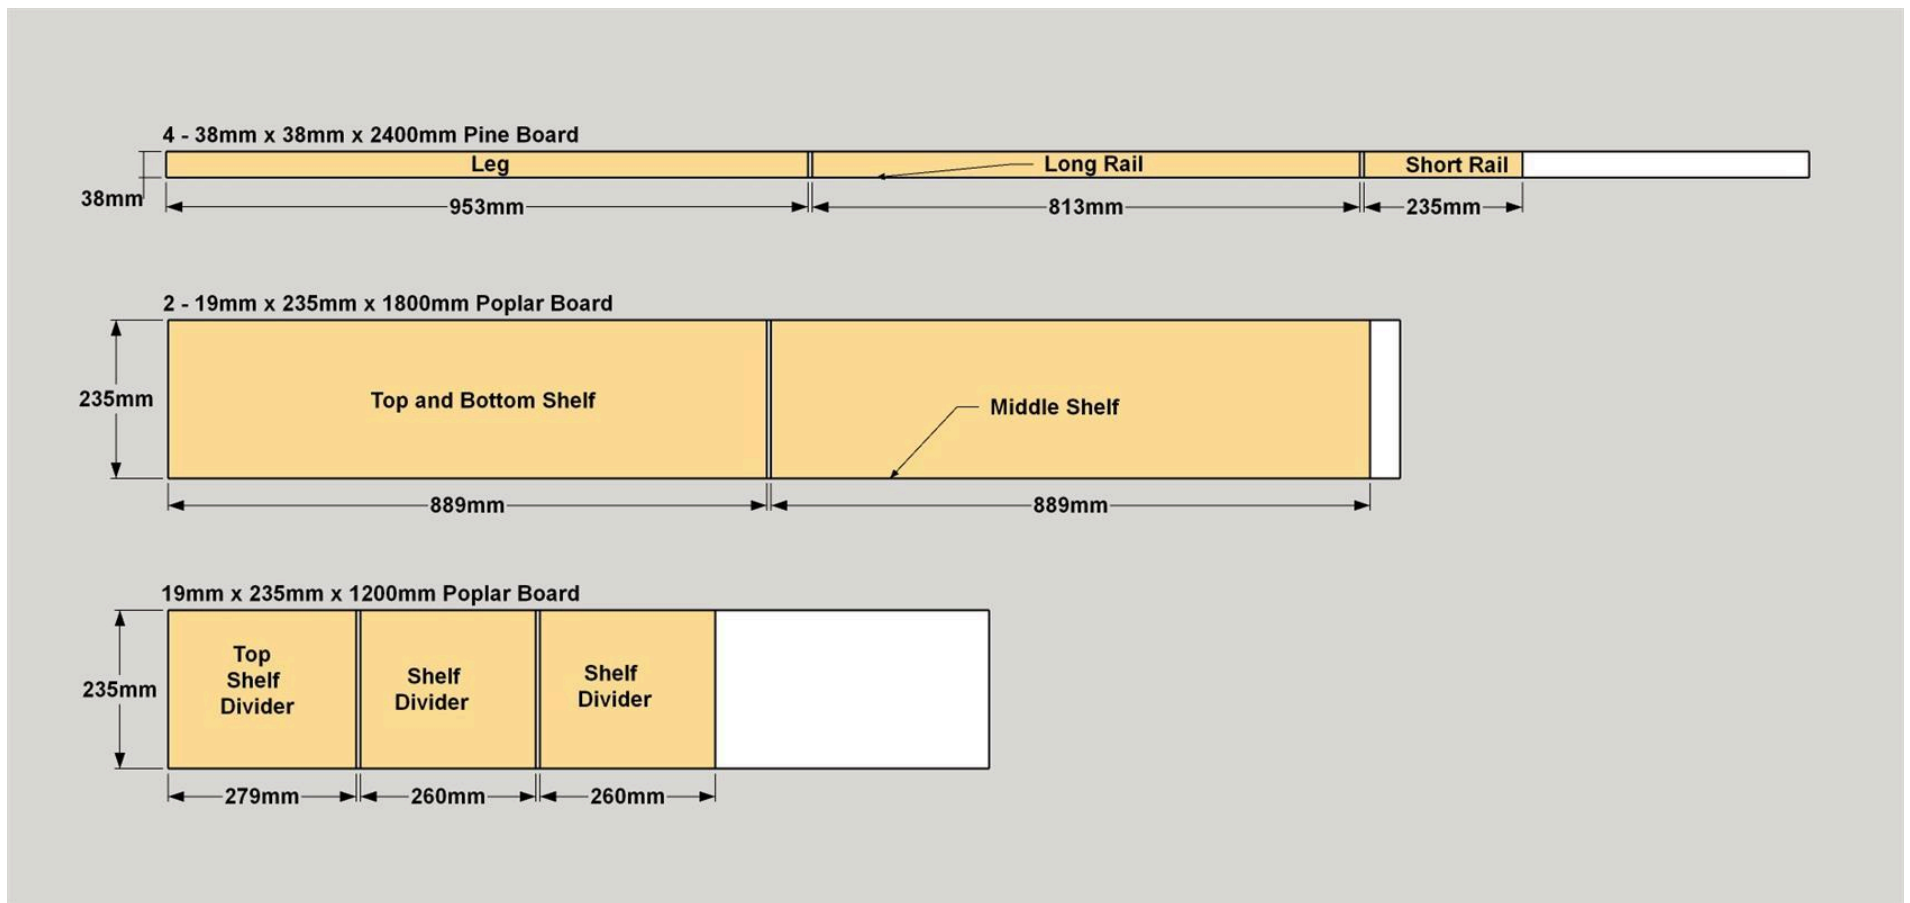 4 - 38mm x 38mm x 2400mm Pine Board
Leg
Long Rail
Short Rail
38mm
953mm
813mm
235mm
2 - 19mm x 235mm x 1800mm Poplar Board
235mm
Top and Bottom Shelf
Middle Shelf
889mm
889mm
19mm x 235mm x 1200mm Poplar Board
235mm
Top
Shelf
Divider
Shelf
Divider
Shelf
Divider
279mm
260mm
260mm